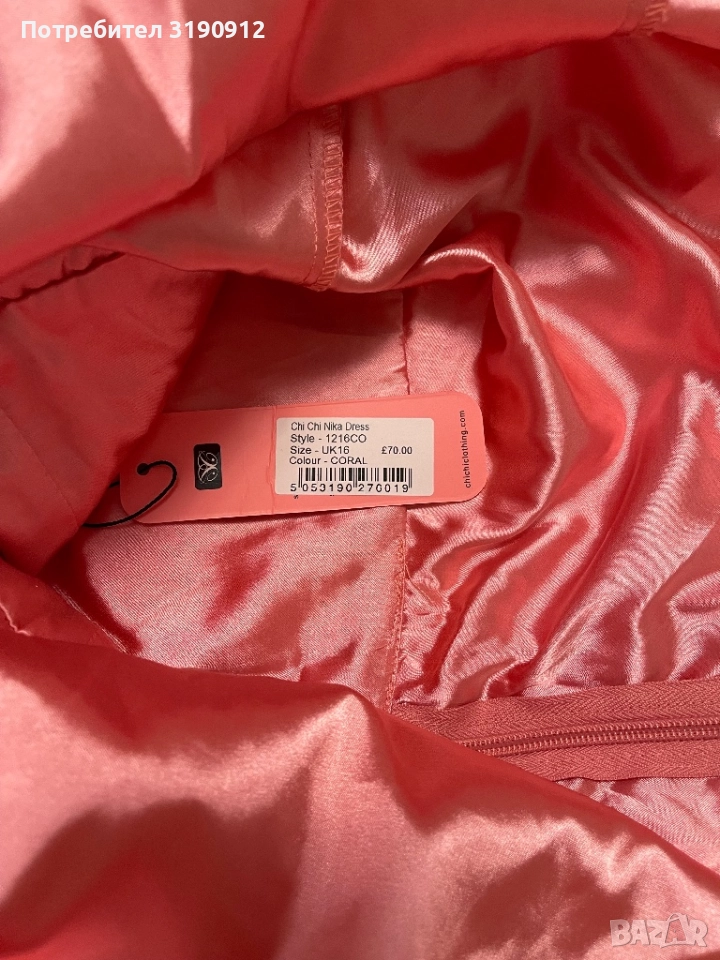 Потребител 3190912
Chi Chi Nika Dress
Style - 1216CO
Size - UK16 £70.00
Colour - CORAL
5 053190 270019
chichiclothing.com
BAZAR